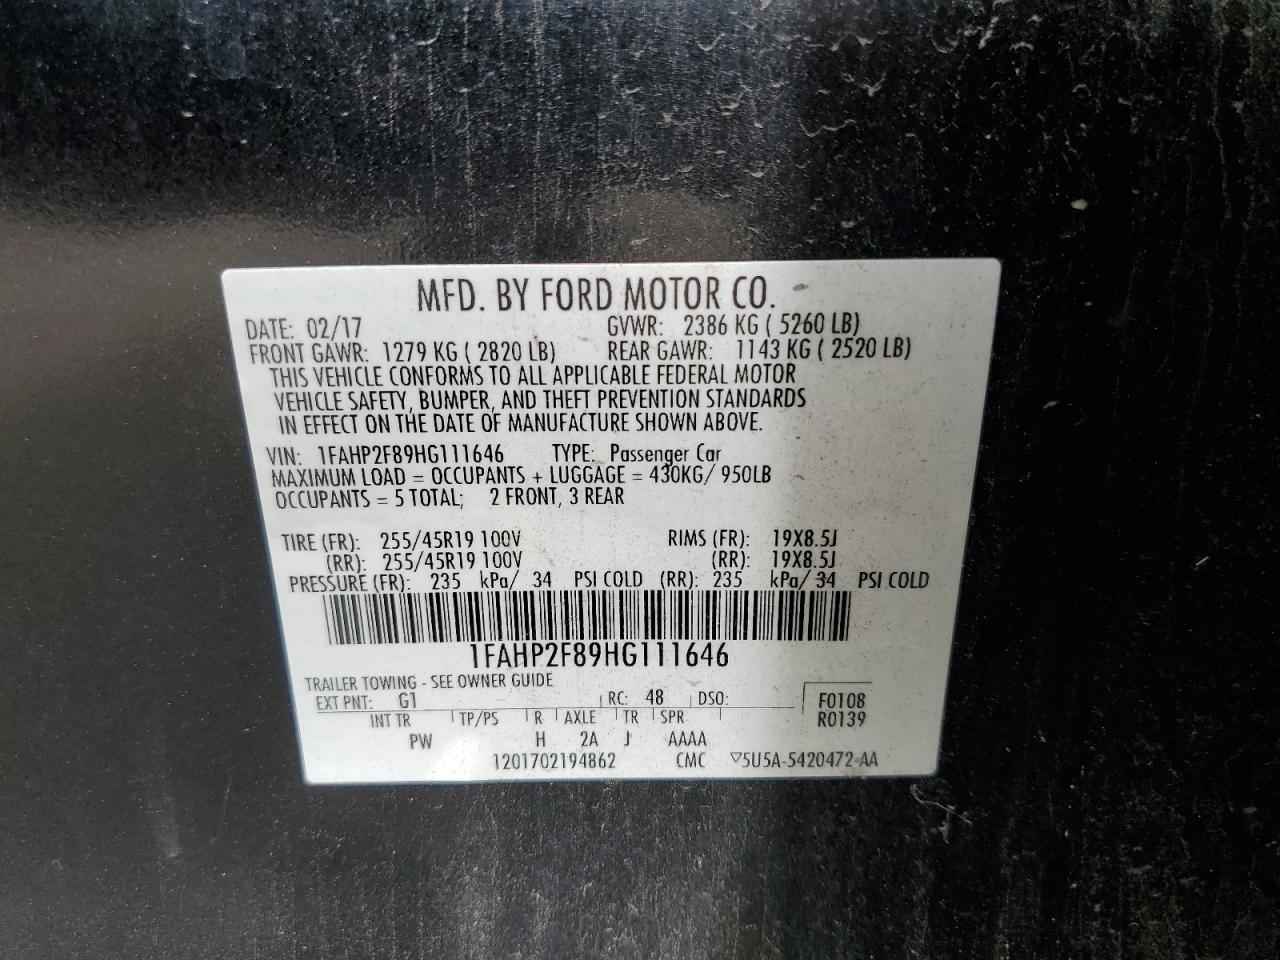 MFD. BY FORD MOTOR CO.
DATE: 02/17 GVWR: 2386 KG ( 5260 LB)
FRONT GAWR: 1279 KG ( 2820 LB) REAR GAWR: 1143 KG ( 2520 LB)
THIS VEHICLE CONFORMS TO ALL APPLICABLE FEDERAL MOTOR
VEHICLE SAFETY, BUMPER, AND THEFT PREVENTION STANDARDS
IN EFFECT ON THE DATE OF MANUFACTURE SHOWN ABOVE.
VIN: 1FAHP2F89HG111646 TYPE: Passenger Car
MAXIMUM LOAD = OCCUPANTS + LUGGAGE = 430KG/ 950LB
OCCUPANTS = 5 TOTAL; 2 FRONT, 3 REAR
TIRE (FR): 255/45R19 100V RIMS (FR): 19X8.5J
(RR): 255/45R19 100V (RR): 19X8.5J
PRESSURE (FR): 235 kPa/ 34 PSI COLD (RR): 235 kPa/ 34 PSI COLD
1FAHP2F89HG111646
TRAILER TOWING - SEE OWNER GUIDE
EXT PNT: G1 RC: 48 DSO: F0108
INT TR TP/PS R AXLE TR SPR R0139
PW H 2A J AAAA
1201702194862 CMC ▽5U5A-5420472-AA